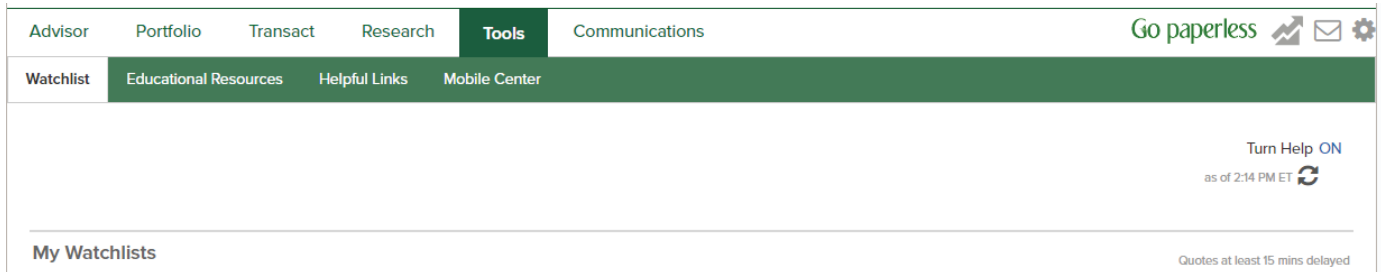 Advisor Portfolio Transact Research Tools Communications Go paperless
Watchlist Educational Resources Helpful Links Mobile Center
Turn Help ON
as of 2:14 PM ET
My Watchlists
Quotes at least 15 mins delayed